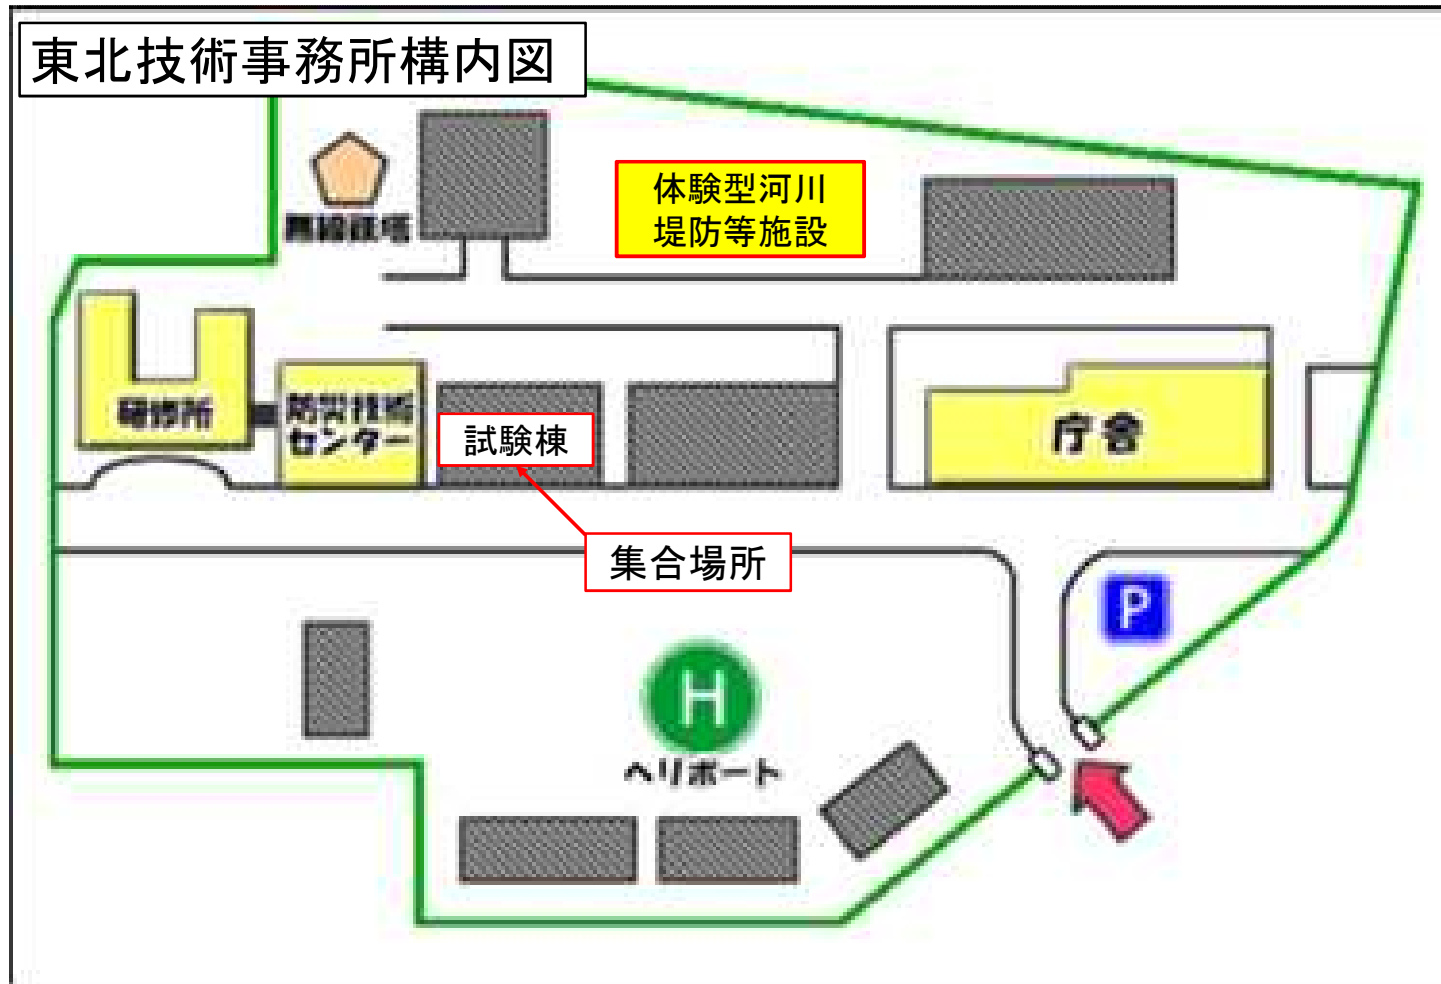 東北技術事務所構内図
体験型河川
堤防等施設
無線鉄塔
研修所
防災技術
センター
試験棟
庁舎
集合場所
P
H
ヘリポート